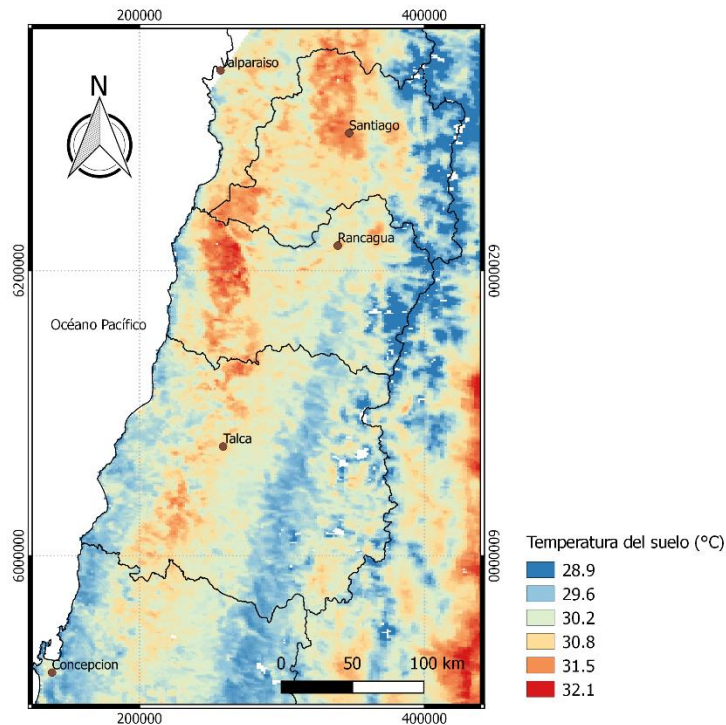 200000
400000
Valparaiso
N
Santiago
Rancagua
6200000
6200000
Océano Pacífico
Talca
6000000
6000000
Temperatura del suelo (°C)
28.9
29.6
30.2
30.8
31.5
32.1
Concepcion
0
50
100 km
200000
400000